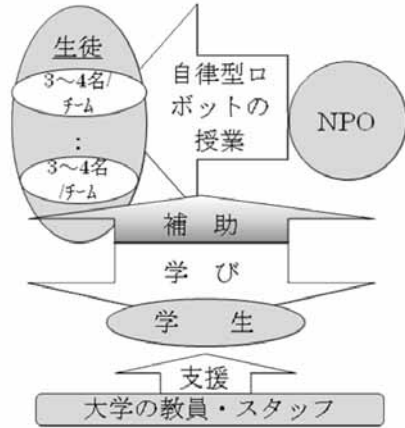 生徒
3～4名/
チーム
：
3～4名
/チーム
自律型ロ
ボットの
授業
NPO
補 助
学 び
学 生
支援
大学の教員・スタッフ